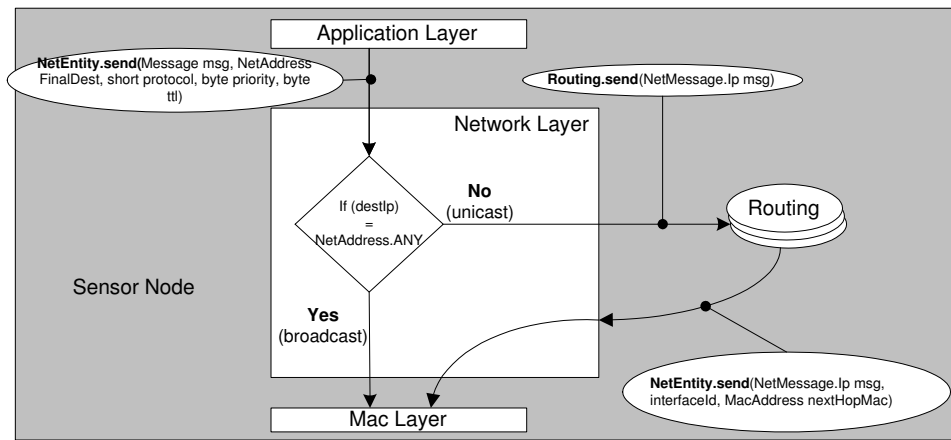 Application Layer
NetEntity.send(Message msg, NetAddress
FinalDest, short protocol, byte priority, byte
ttl)
Routing.send(NetMessage.Ip msg)
Network Layer
If (destIp)
=
NetAddress.ANY
No
(unicast)
Routing
Sensor Node
Yes
(broadcast)
NetEntity.send(NetMessage.Ip msg,
interfaceId, MacAddress nextHopMac)
Mac Layer